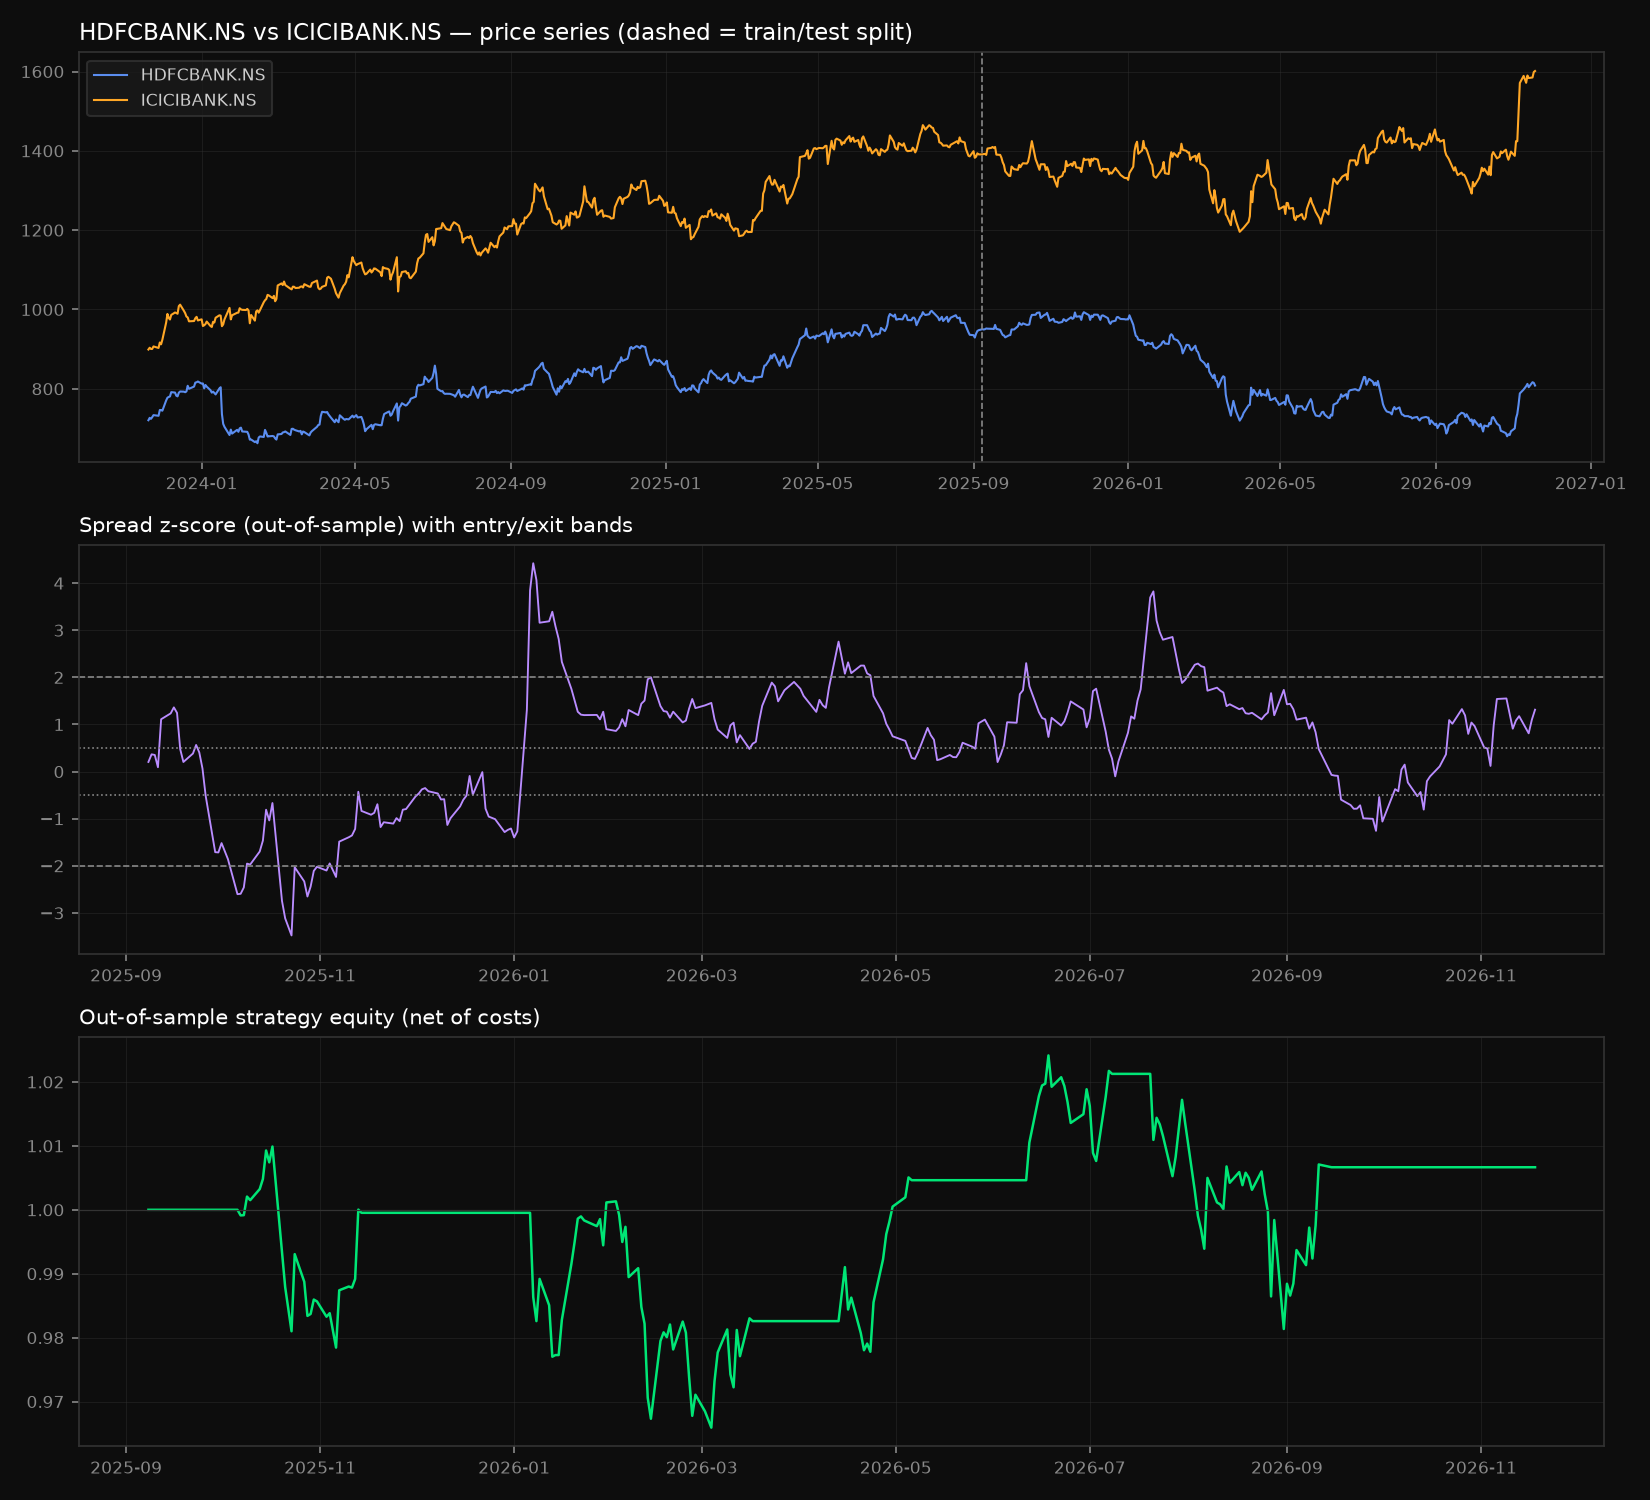 HDFCBANK.NS vs ICICIBANK.NS — price series (dashed = train/test split)
HDFCBANK.NS
ICICIBANK.NS
1600
1400
1200
1000
800
2024-01 2024-05 2024-09 2025-01 2025-05 2025-09 2026-01 2026-05 2026-09 2027-01
Spread z-score (out-of-sample) with entry/exit bands
4
3
2
1
0
−1
−2
−3
2025-09 2025-11 2026-01 2026-03 2026-05 2026-07 2026-09 2026-11
Out-of-sample strategy equity (net of costs)
1.02
1.01
1.00
0.99
0.98
0.97
2025-09 2025-11 2026-01 2026-03 2026-05 2026-07 2026-09 2026-11